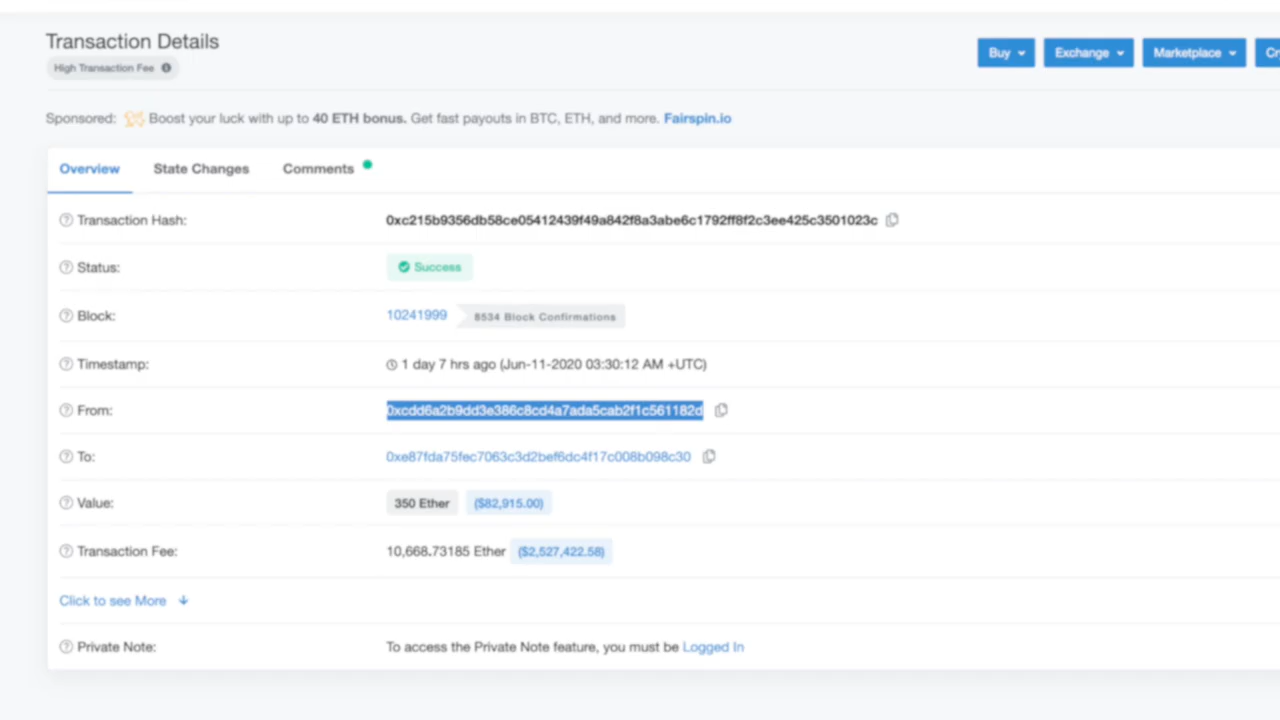 Transaction Details
High Transaction Fee
Buy
Exchange
Marketplace
Cr
Sponsored: Boost your luck with up to 40 ETH bonus. Get fast payouts in BTC, ETH, and more. Fairspin.io
Overview
State Changes
Comments
Transaction Hash: 0xc215b9356db58ce05412439f49a842f8a3abe6c1792ff8f2c3ee425c3501023c
Status: Success
Block: 10241999 8534 Block Confirmations
Timestamp: 1 day 7 hrs ago (Jun-11-2020 03:30:12 AM +UTC)
From: 0xcdd6a2b9dd3e386c8cd4a7ada5cab2f1c561182d
To: 0xe87fda75fec7063c3d2bef6dc4f17c008b098c30
Value: 350 Ether ($82,915.00)
Transaction Fee: 10,668.73185 Ether ($2,527,422.58)
Click to see More
Private Note: To access the Private Note feature, you must be Logged In